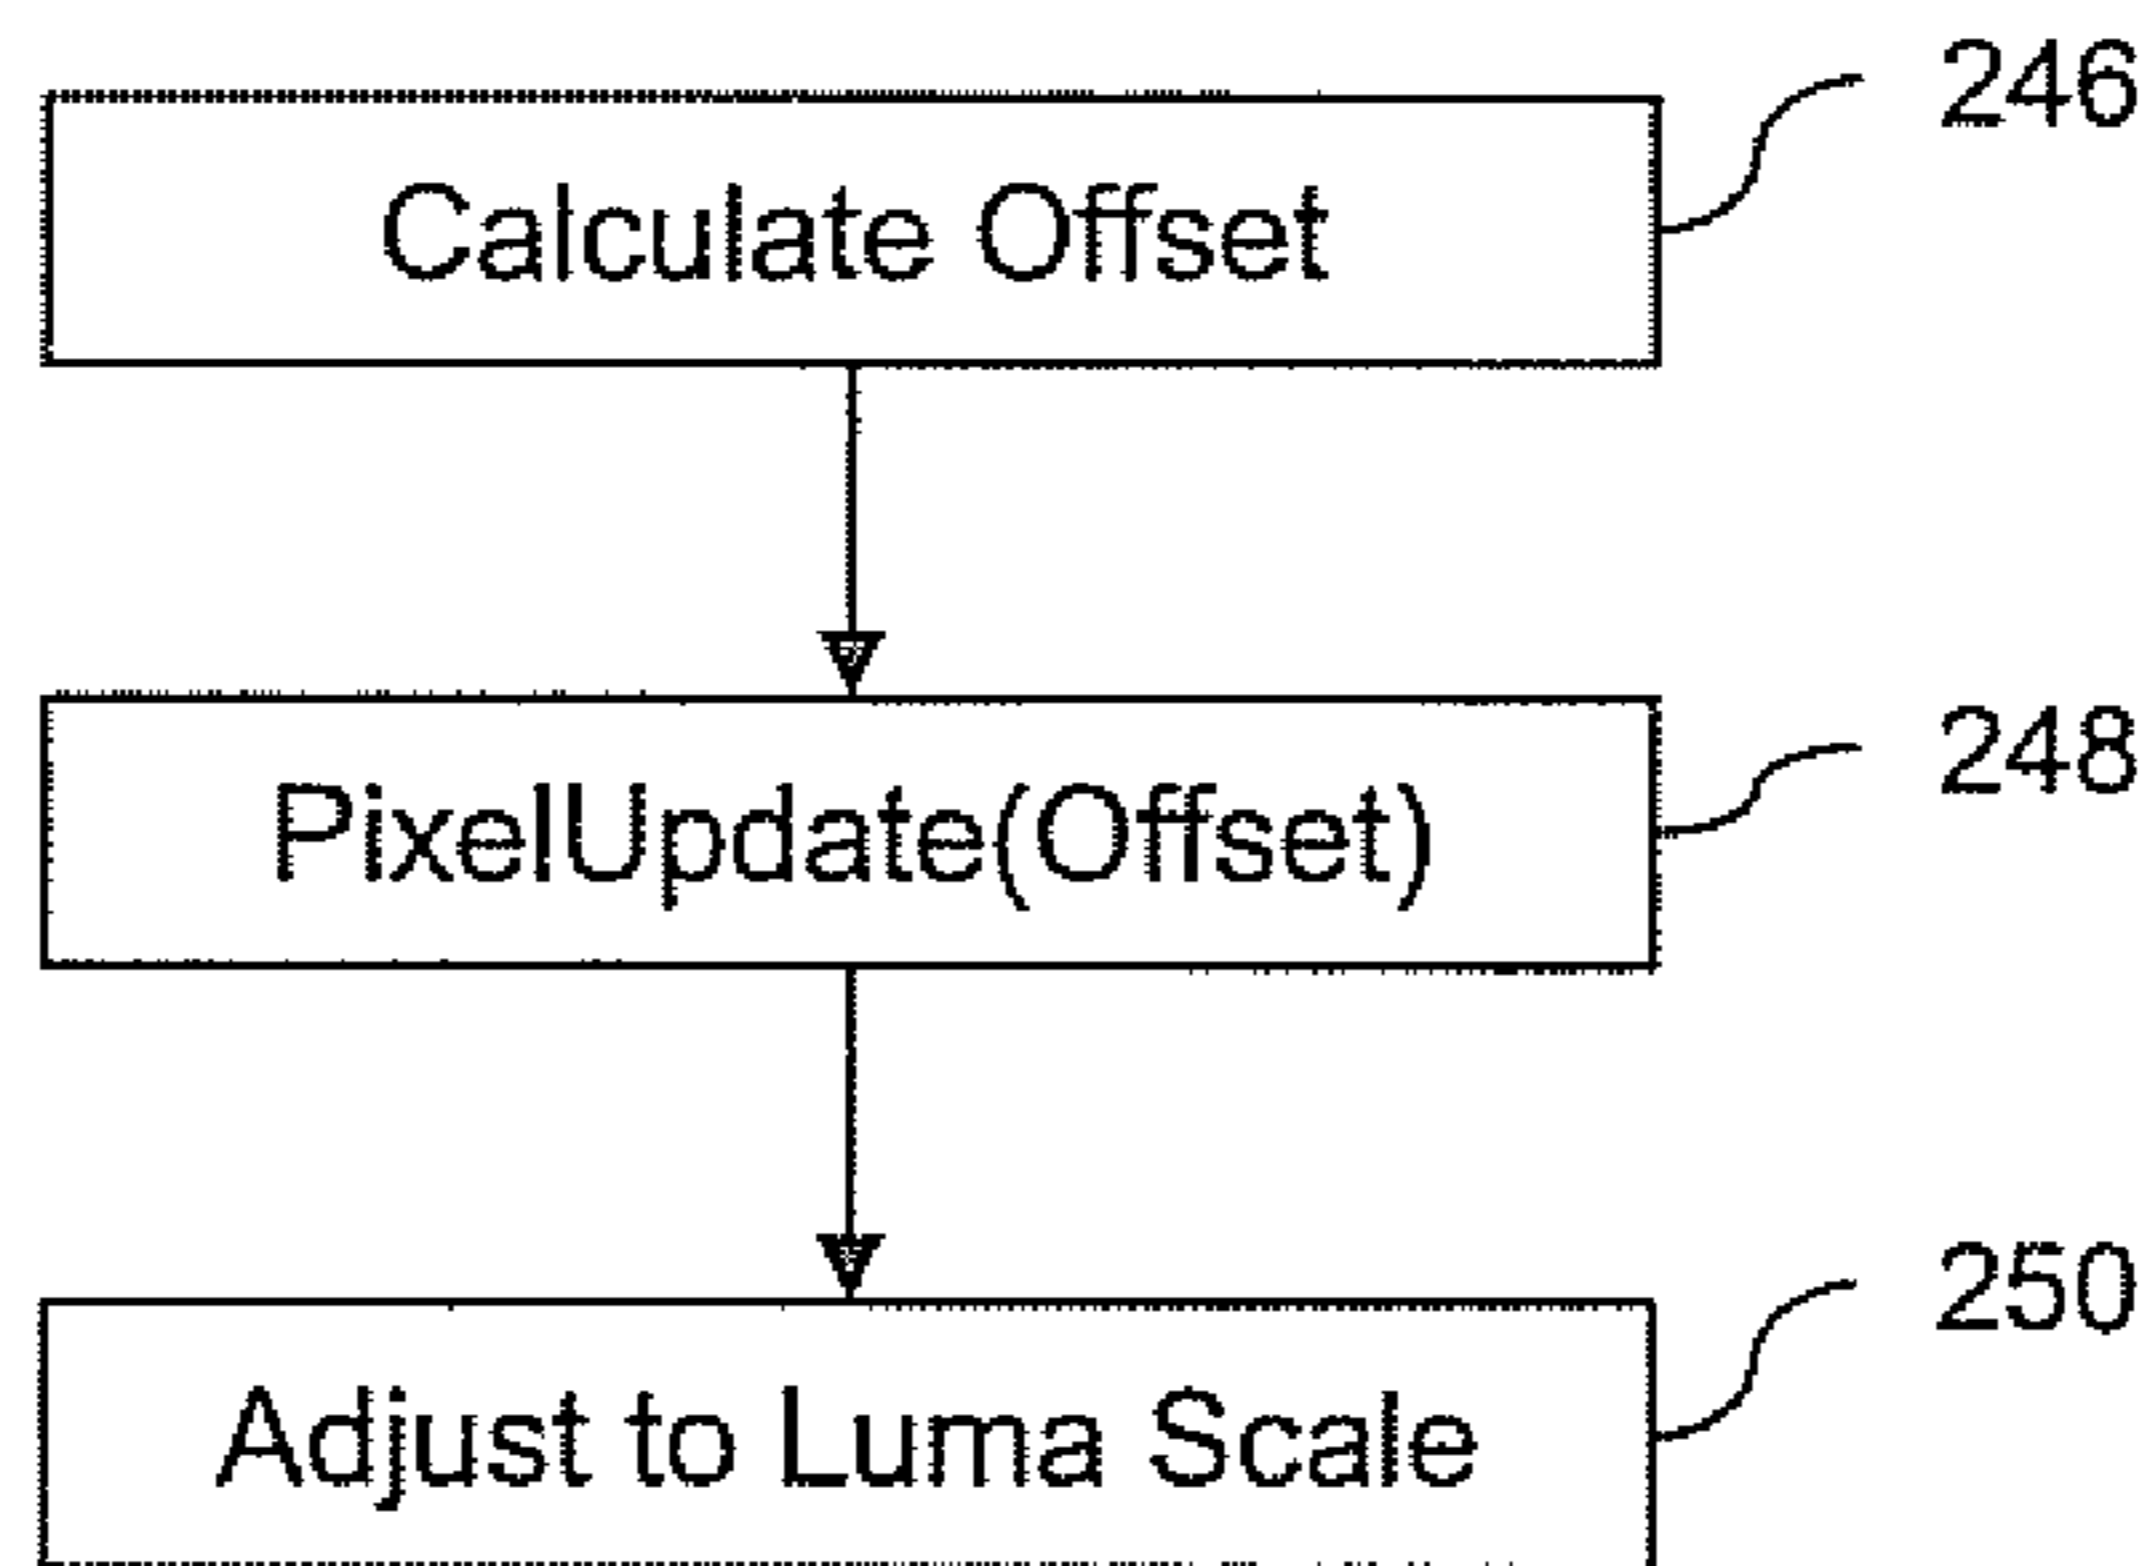 246
Calculate Offset
248
PixelUpdate(Offset)
250
Adjust to Luma Scale